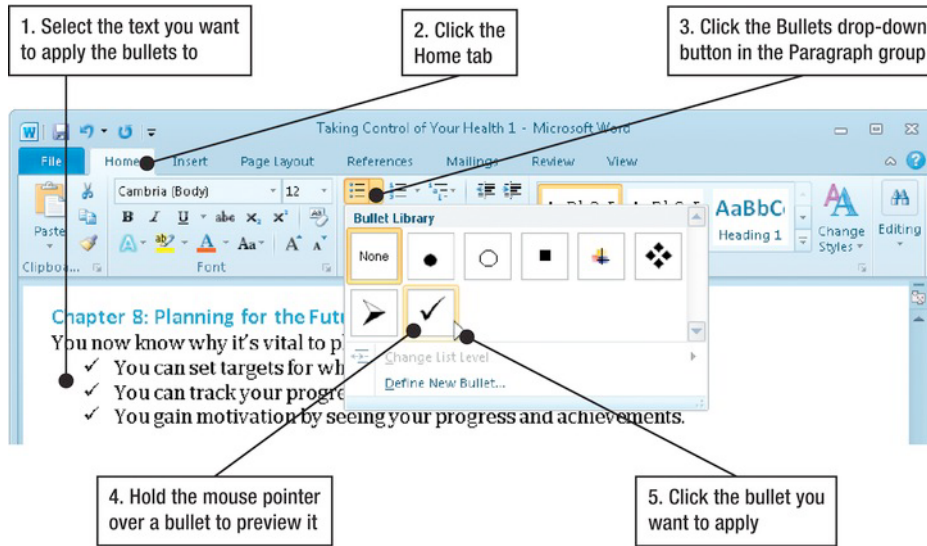 1. Select the text you want
to apply the bullets to
2. Click the
Home tab
3. Click the Bullets drop-down
button in the Paragraph group
Taking Control of Your Health 1 - Microsoft Word
File Home Insert Page Layout References Mailings Review View
Cambria (Body) 12
Paste
B I U abc X₂ X²
Aa A A
Clipboa... Font
Bullet Library
None
AaBbC
Heading 1
Change
Styles
Editing
Change List Level
Define New Bullet...
Chapter 8: Planning for the
You now know why it's vital to
✓ You can set targets for
✓ You can track your
✓ You gain motivation by seeing your progress and achievements.
4. Hold the mouse pointer
over a bullet to preview it
5. Click the bullet you
want to apply